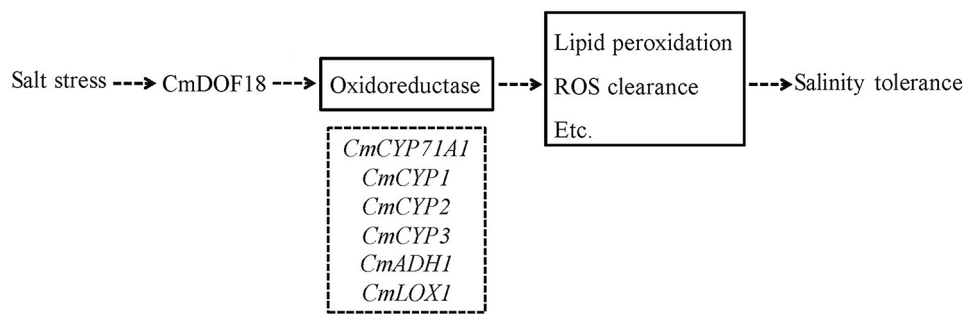 Salt stress
CmDOF18
Oxidoreductase
CmCYP71A1
CmCYP1
CmCYP2
CmCYP3
CmADH1
CmLOX1
Lipid peroxidation
ROS clearance
Etc.
Salinity tolerance